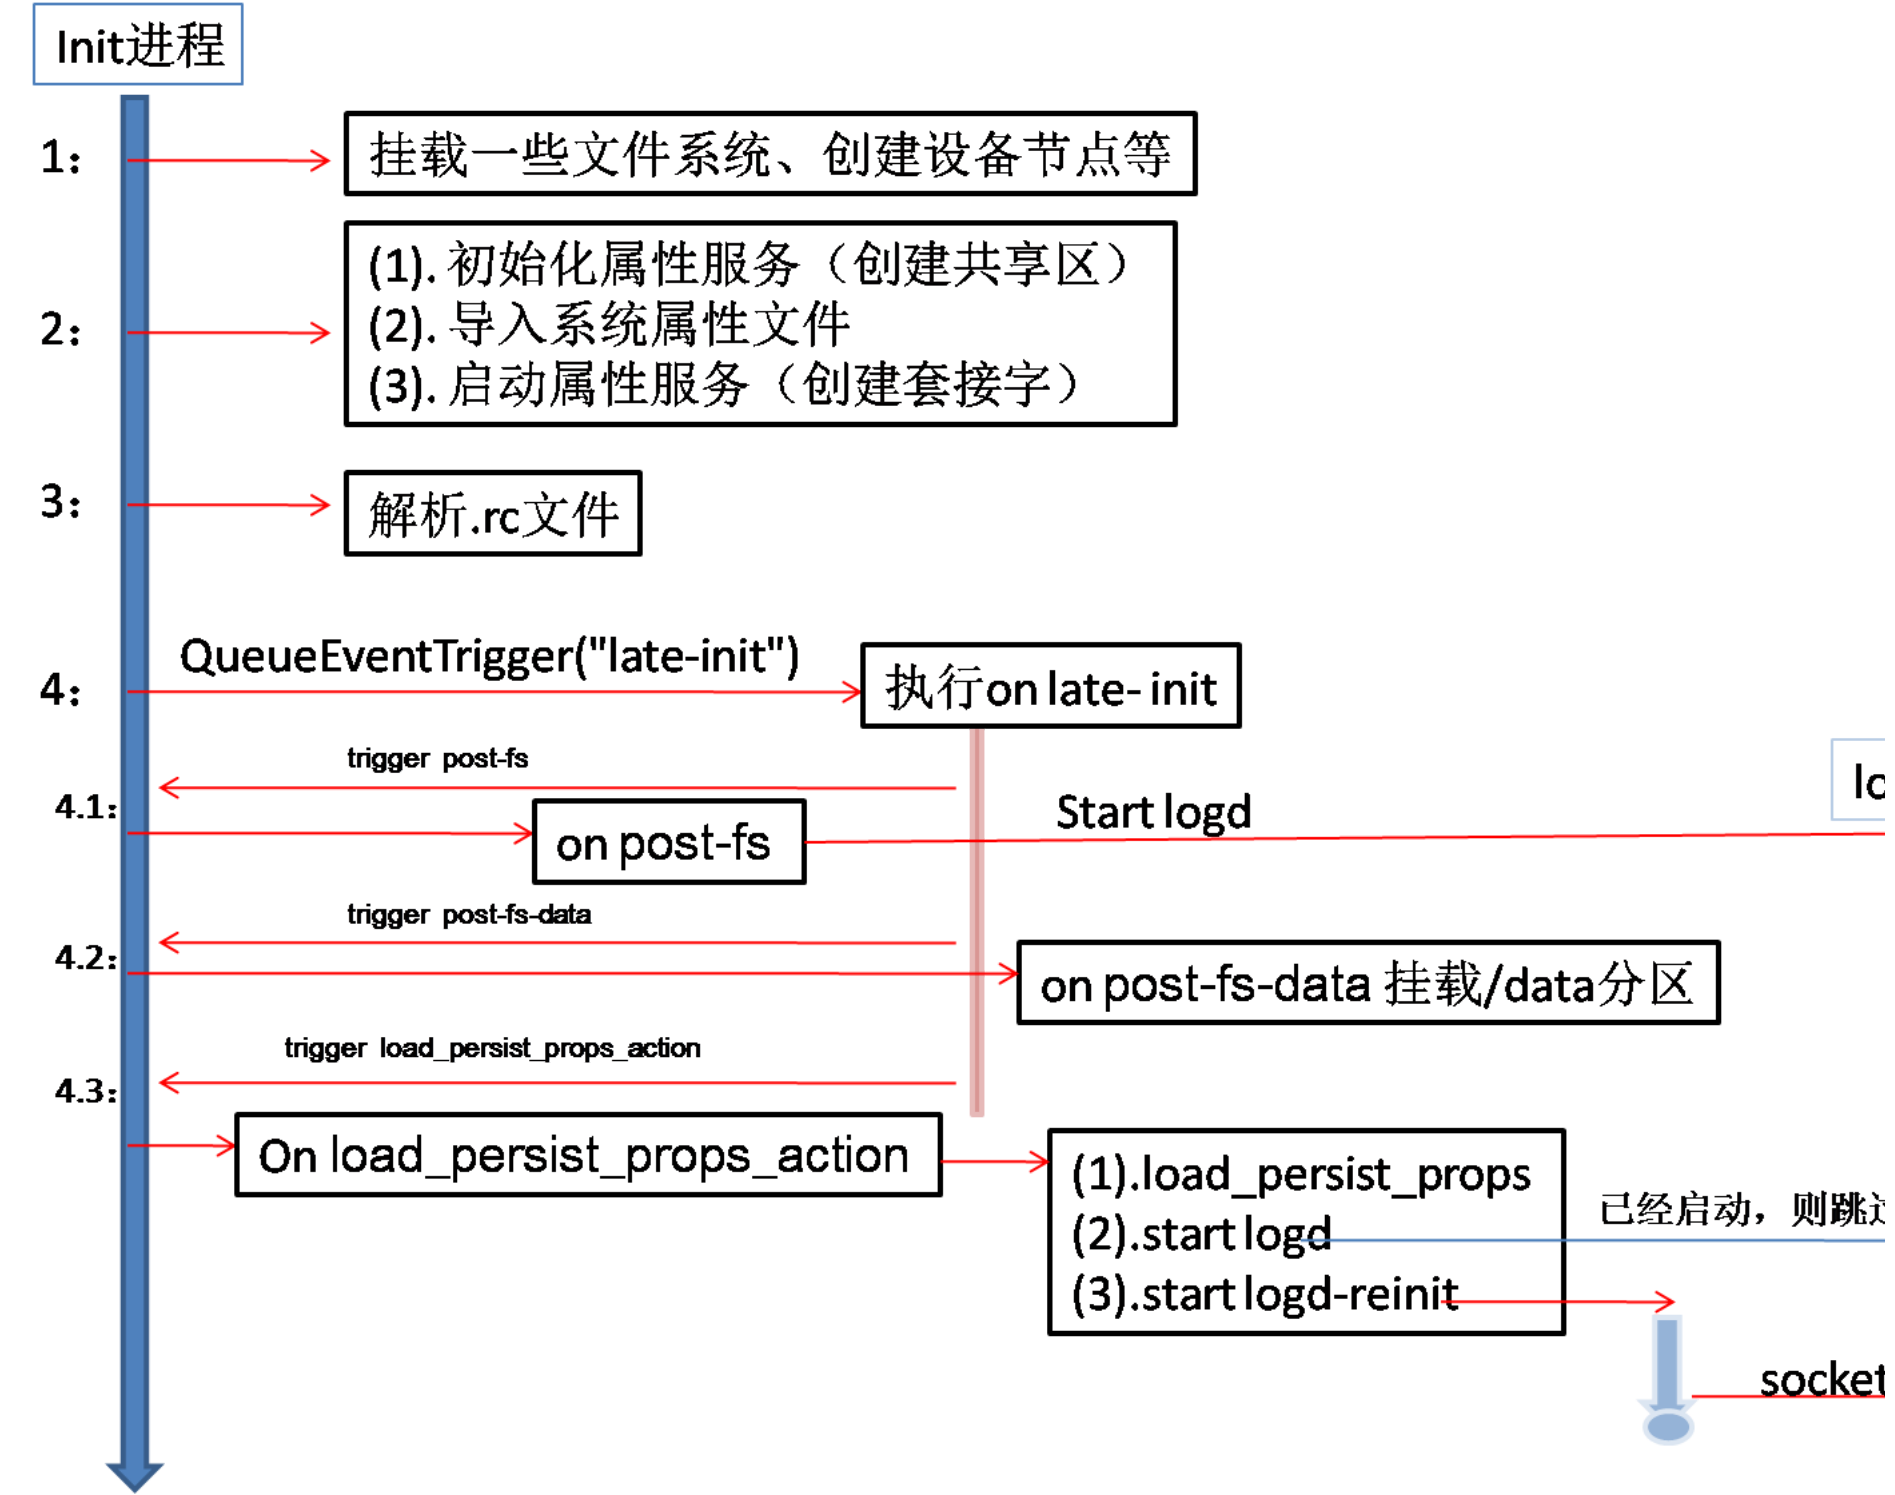 Init进程
1:
挂载一些文件系统、创建设备节点等
2:
(1). 初始化属性服务（创建共享区）
(2). 导入系统属性文件
(3). 启动属性服务（创建套接字）
3:
解析.rc文件
QueueEventTrigger("late-init")
4:
执行on late- init
trigger post-fs
4.1:
on post-fs
Start logd
lo
trigger post-fs-data
4.2:
on post-fs-data 挂载/data分区
trigger load_persist_props_action
4.3:
On load_persist_props_action
(1).load_persist_props
(2).start logd
(3).start logd-reinit
已经启动，则跳过
socket